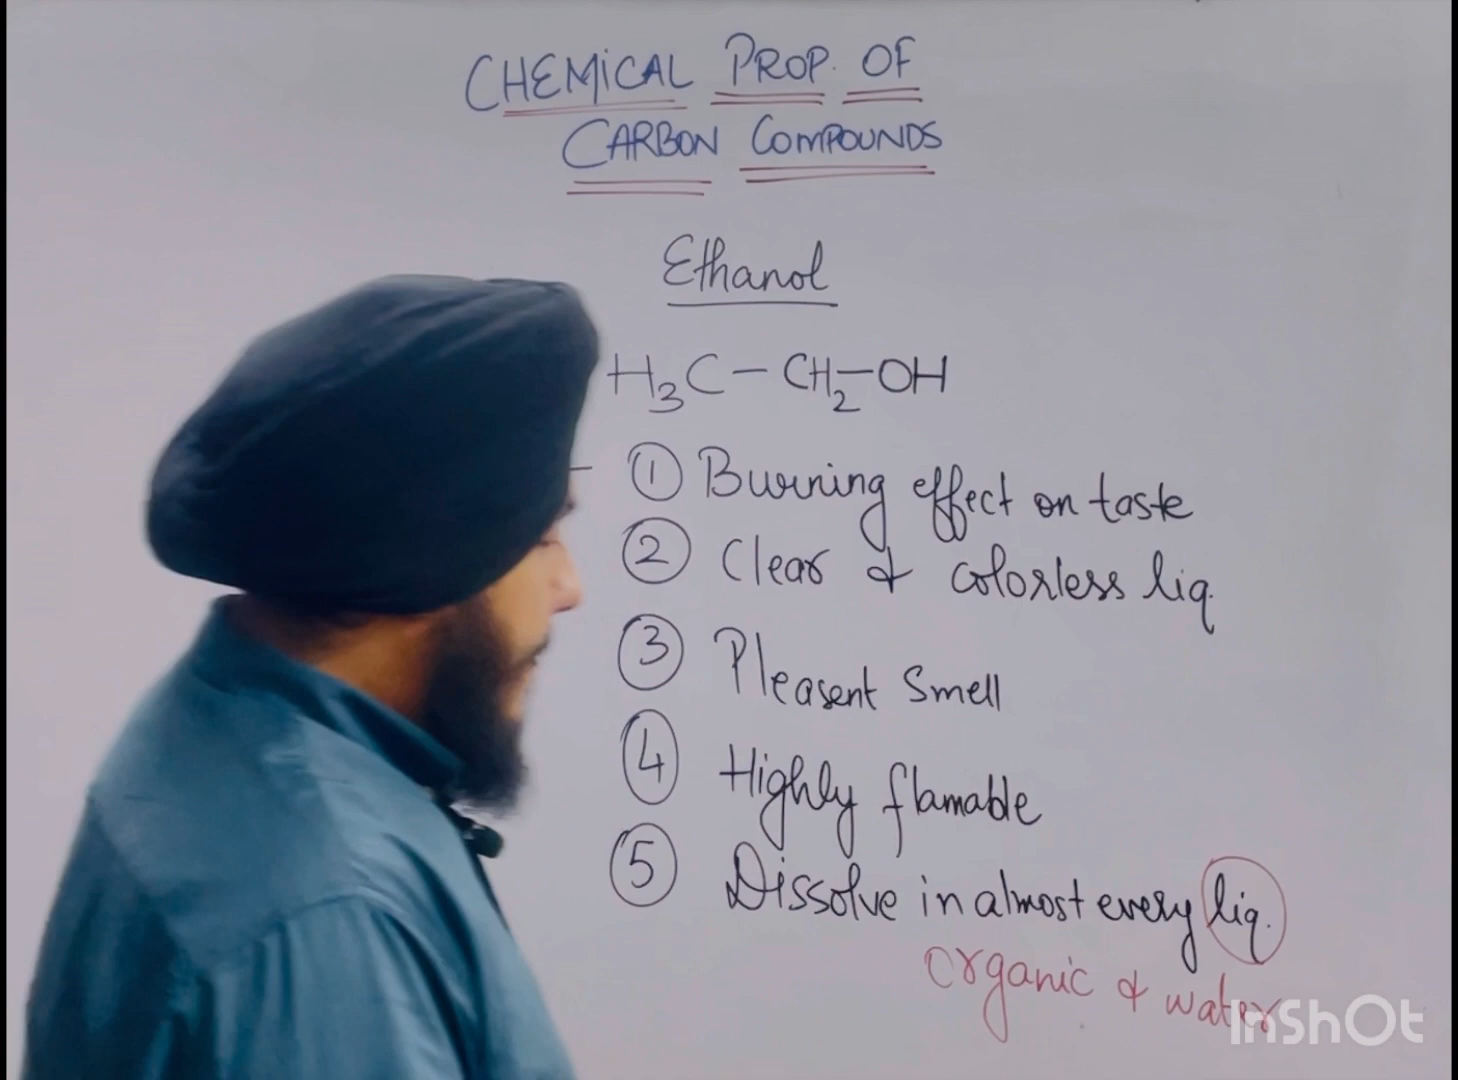 CHEMICAL PROP. OF
CARBON COMPOUNDS
Ethanol
H₃C – CH₂–OH
① Burning effect on taste
② Clear & colorless liq.
③ Pleasent Smell
④ Highly flamable
⑤ Dissolve in almost every liq.
organic & water
InShOt